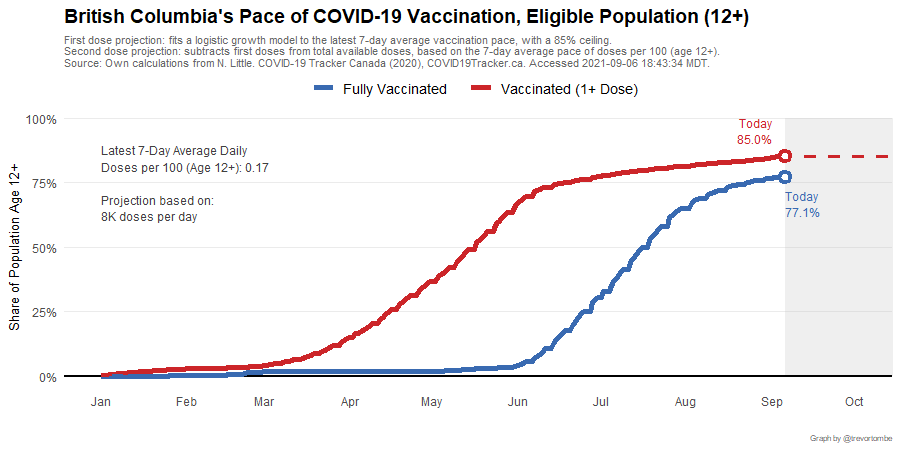 British Columbia's Pace of COVID-19 Vaccination, Eligible Population (12+)
First dose projection: fits a logistic growth model to the latest 7-day average vaccination pace, with a 85% ceiling.
Second dose projection: subtracts first doses from total available doses, based on the 7-day average pace of doses per 100 (age 12+).
Source: Own calculations from N. Little. COVID-19 Tracker Canada (2020), COVID19Tracker.ca. Accessed 2021-09-06 18:43:34 MDT.
Fully Vaccinated
Vaccinated (1+ Dose)
Share of Population Age 12+
100%
75%
50%
25%
0%
Latest 7-Day Average Daily
Doses per 100 (Age 12+): 0.17
Projection based on:
8K doses per day
Today
85.0%
Today
77.1%
Jan
Feb
Mar
Apr
May
Jun
Jul
Aug
Sep
Oct
Graph by @trevortombe